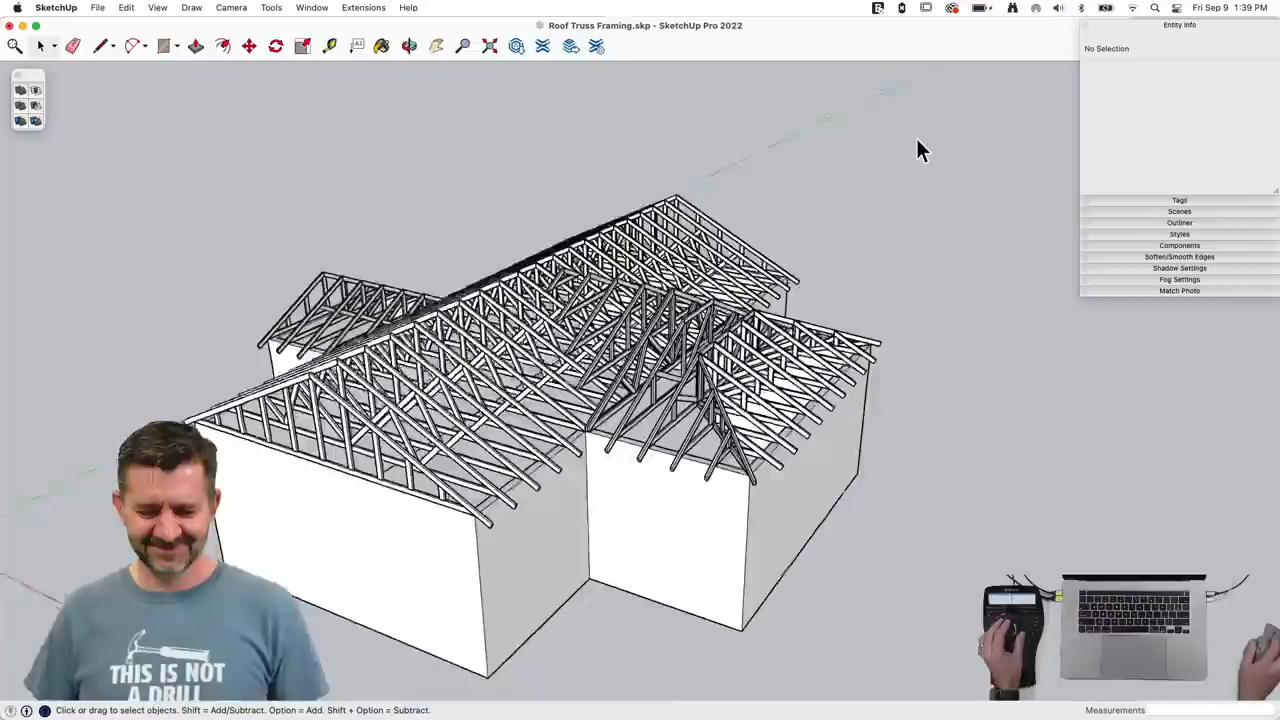 SketchUp File Edit View Draw Camera Tools Window Extensions Help
Fri Sep 9 1:39 PM
Roof Truss Framing.skp - SketchUp Pro 2022
Entity Info
No Selection
Tags
Scenes
Outliner
Styles
Components
Soften/Smooth Edges
Shadow Settings
Fog Settings
Match Photo
THIS IS NOT
A DRILL
Click or drag to select objects. Shift = Add/Subtract. Option = Add. Shift + Option = Subtract.
Measurements